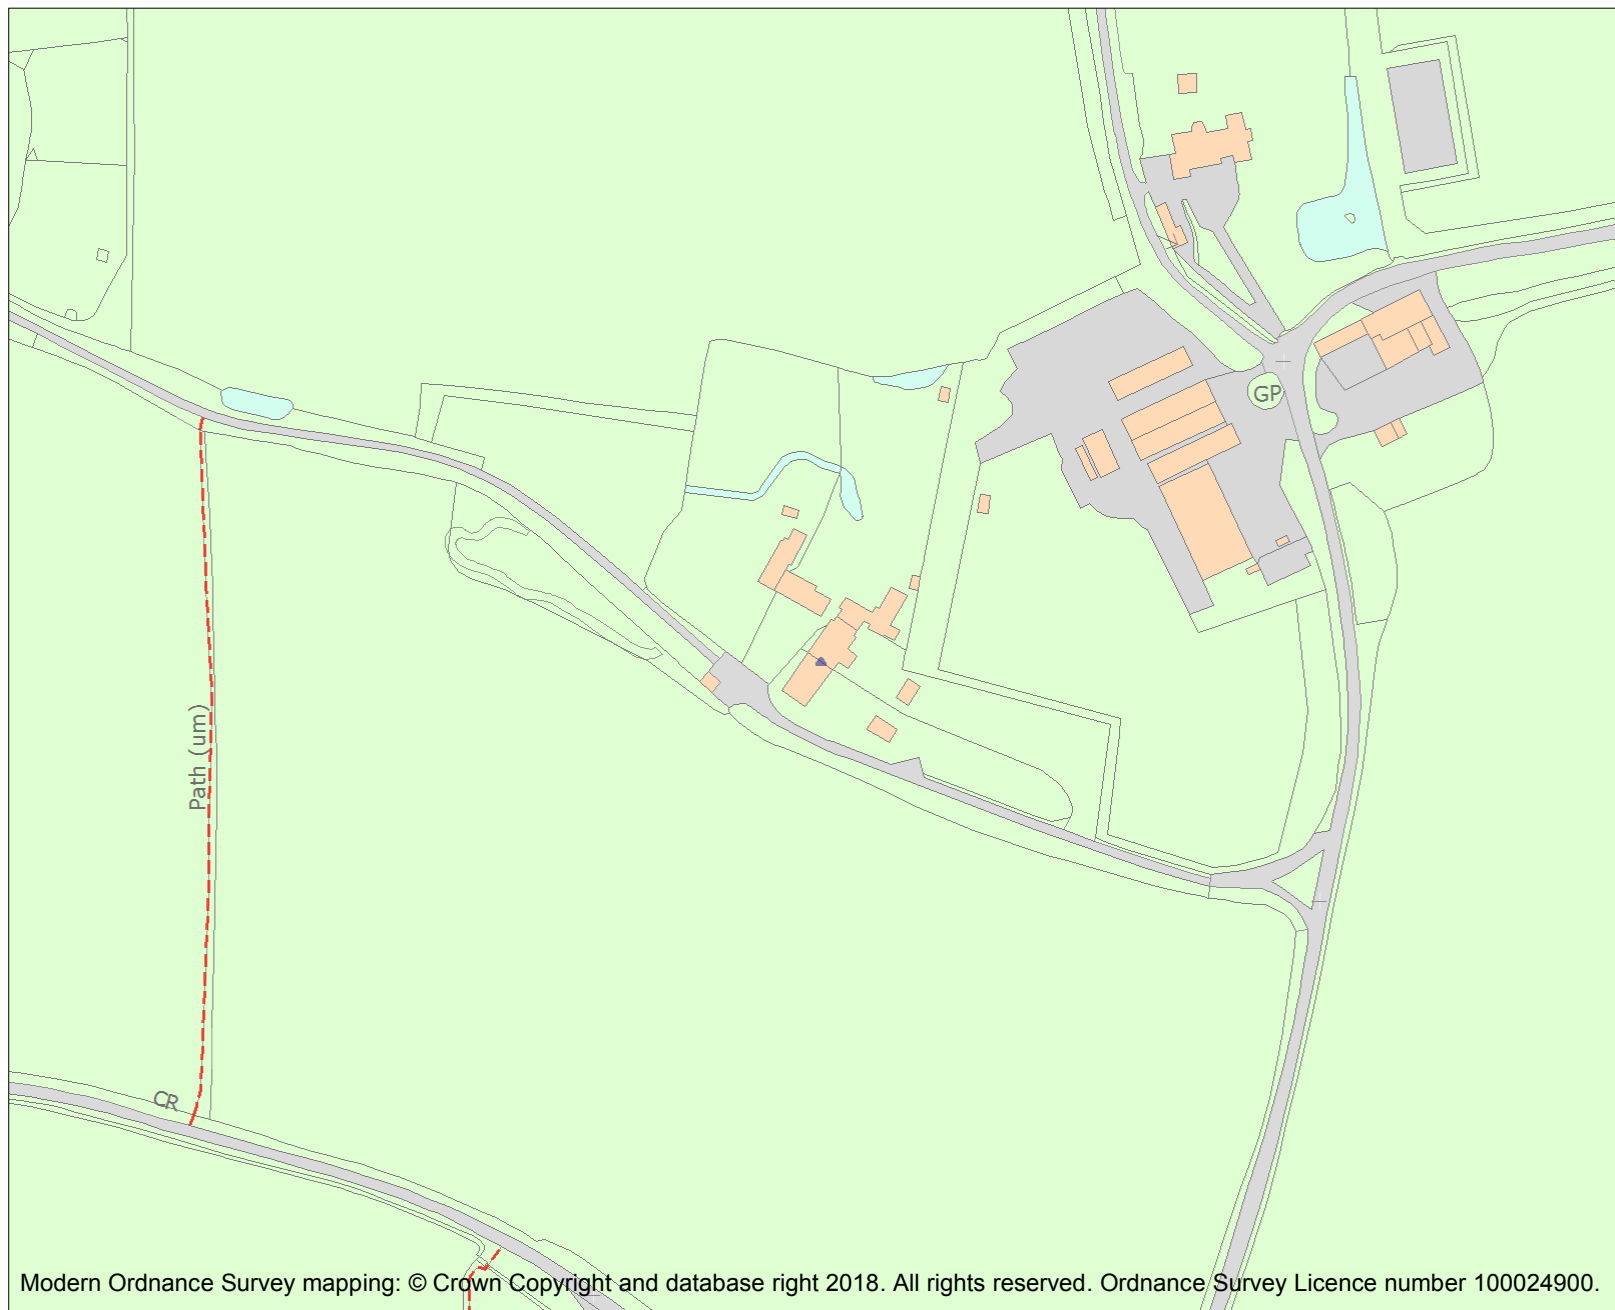 GP
Path (um)
CR
Modern Ordnance Survey mapping: © Crown Copyright and database right 2018. All rights reserved. Ordnance Survey Licence number 100024900.